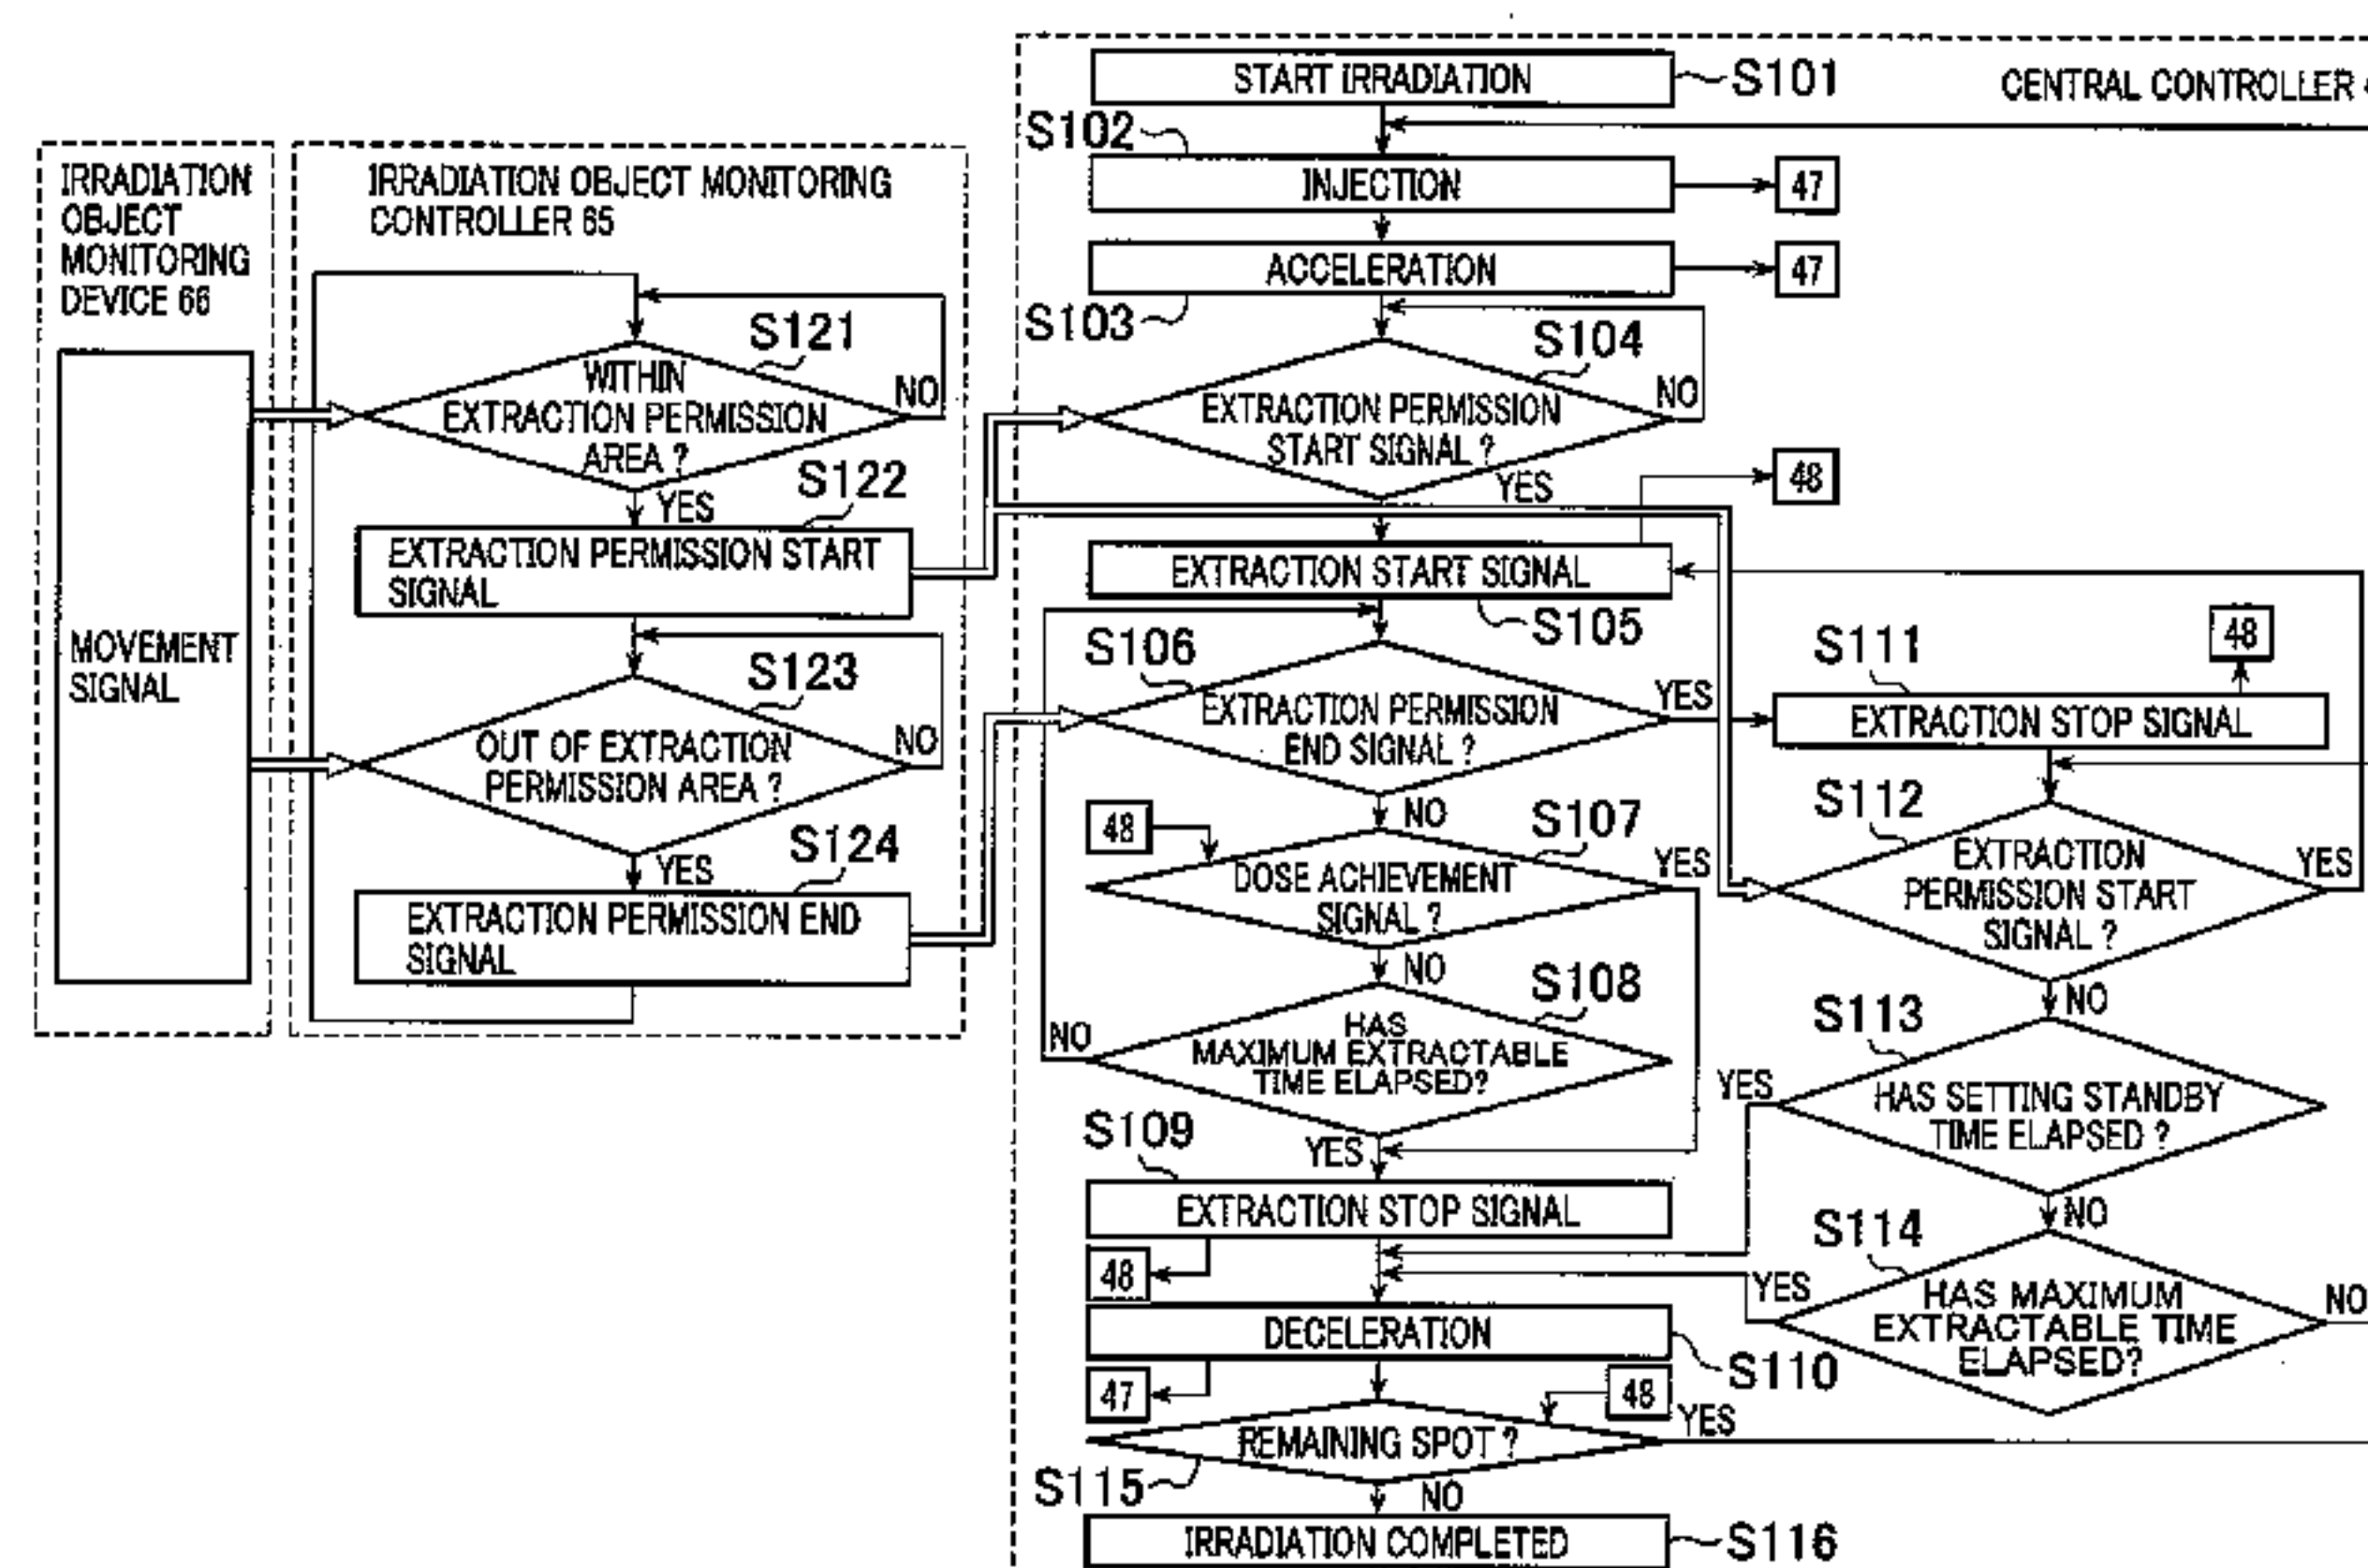 IRRADIATION
OBJECT
MONITORING
DEVICE 66
MOVEMENT
SIGNAL
IRRADIATION OBJECT MONITORING
CONTROLLER 65
S121
WITHIN
EXTRACTION PERMISSION
AREA ?
NO
YES
S122
EXTRACTION PERMISSION START
SIGNAL
S123
OUT OF EXTRACTION
PERMISSION AREA ?
NO
YES
S124
EXTRACTION PERMISSION END
SIGNAL
CENTRAL CONTROLLER
START IRRADIATION
S101
S102
INJECTION
47
ACCELERATION
47
S103
S104
EXTRACTION PERMISSION
START SIGNAL ?
NO
YES
48
EXTRACTION START SIGNAL
S105
S106
EXTRACTION PERMISSION
END SIGNAL ?
YES
NO
48
S107
DOSE ACHIEVEMENT
SIGNAL ?
YES
NO
S108
HAS
MAXIMUM EXTRACTABLE
TIME ELAPSED?
NO
YES
S109
EXTRACTION STOP SIGNAL
48
DECELERATION
S110
47
48
REMAINING SPOT ?
YES
S115
NO
IRRADIATION COMPLETED
S116
S111
48
EXTRACTION STOP SIGNAL
S112
EXTRACTION
PERMISSION START
SIGNAL ?
YES
NO
S113
HAS SETTING STANDBY
TIME ELAPSED ?
YES
NO
S114
HAS MAXIMUM
EXTRACTABLE TIME
ELAPSED?
YES
NO